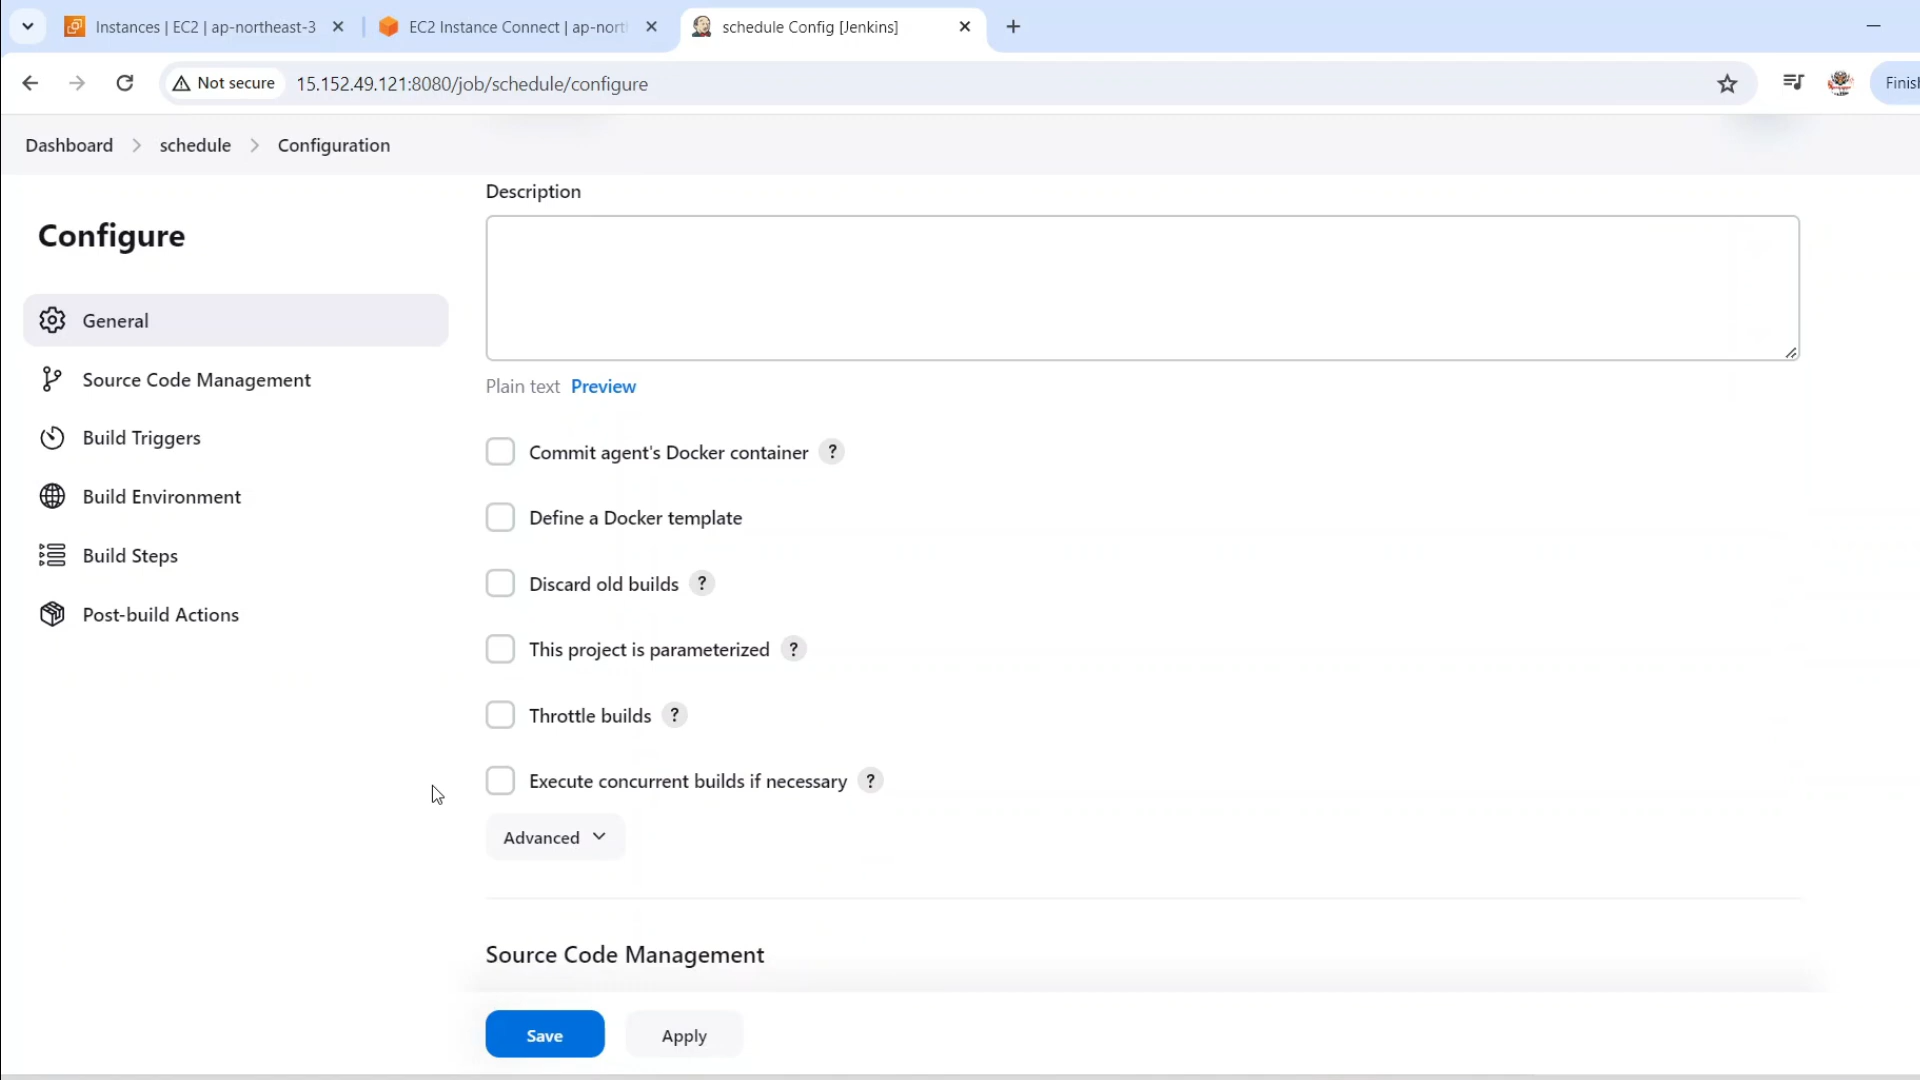 Instances | EC2 | ap-northeast-3
EC2 Instance Connect | ap-nort
schedule Config [Jenkins]
Not secure
15.152.49.121:8080/job/schedule/configure
Finish
Dashboard
schedule
Configuration
Configure
General
Source Code Management
Build Triggers
Build Environment
Build Steps
Post-build Actions
Description
Plain text Preview
Commit agent's Docker container ?
Define a Docker template
Discard old builds ?
This project is parameterized ?
Throttle builds ?
Execute concurrent builds if necessary ?
Advanced
Source Code Management
Save
Apply